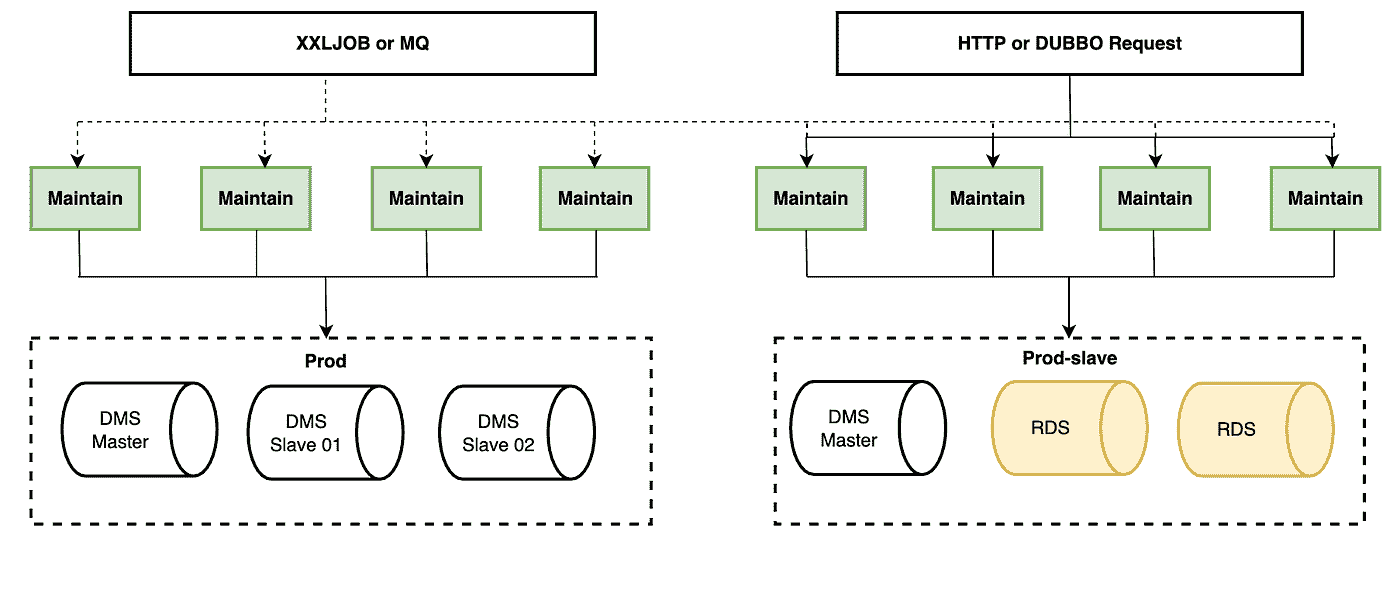 XXLJOB or MQ
HTTP or DUBBO Request
Maintain
Maintain
Maintain
Maintain
Maintain
Maintain
Maintain
Maintain
Prod
DMS
Master
DMS
Slave 01
DMS
Slave 02
Prod-slave
DMS
Master
RDS
RDS